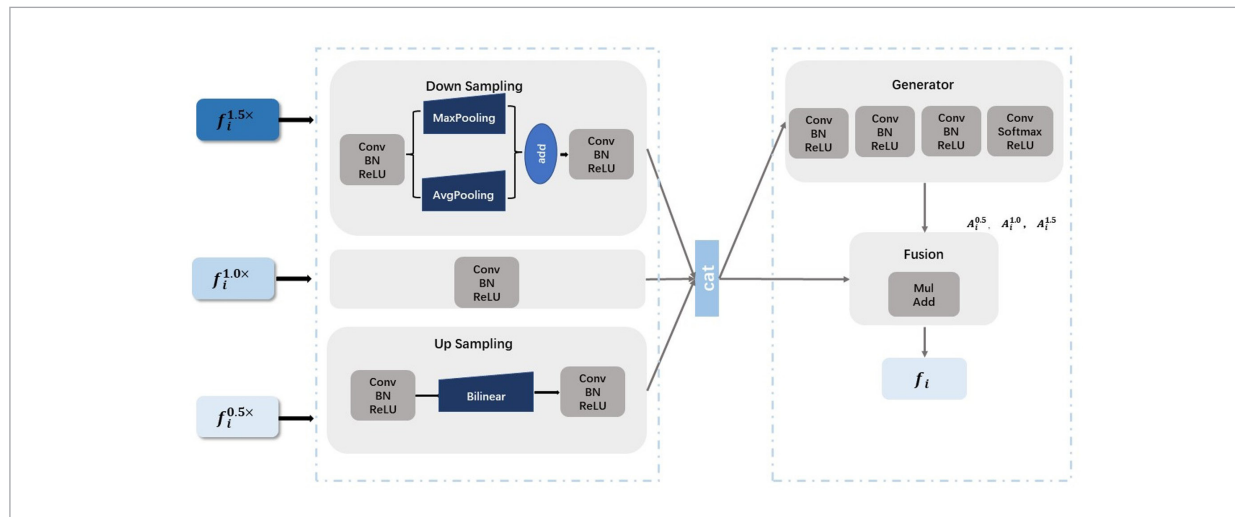 f_i^{1.5×}
Down Sampling
Conv
BN
ReLU
MaxPooling
AvgPooling
add
Conv
BN
ReLU
f_i^{1.0×}
Conv
BN
ReLU
f_i^{0.5×}
Up Sampling
Conv
BN
ReLU
Bilinear
Conv
BN
ReLU
cat
Generator
Conv
BN
ReLU
Conv
BN
ReLU
Conv
BN
ReLU
Conv
Softmax
ReLU
A_i^{0.5}, A_i^{1.0}, A_i^{1.5}
Fusion
Mul
Add
f_i